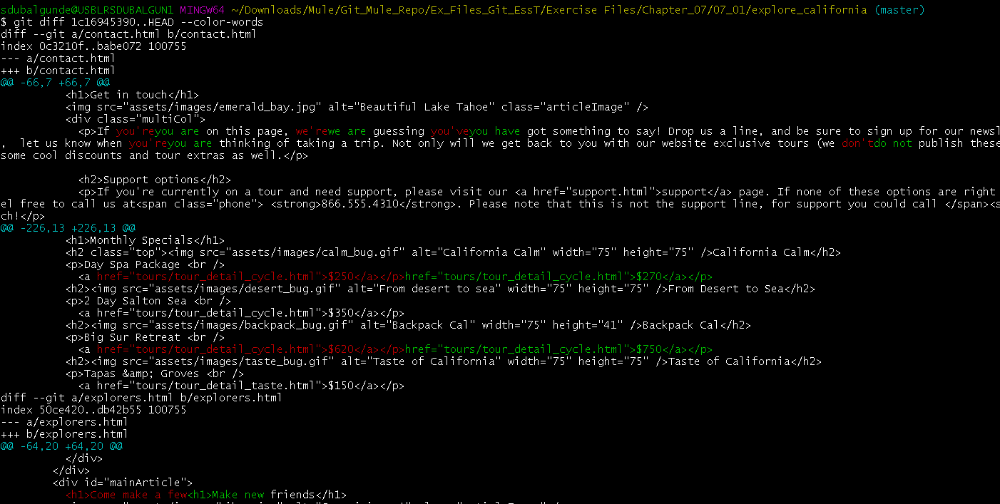 sdubalgunde@USBLRSDUBALGUN1 MINGW64 ~/Downloads/Mule/Git_Mule_Repo/Ex_Files_Git_EssT/Exercise Files/Chapter_07/07_01/explore_california (master)
$ git diff 1c16945390..HEAD --color-words
diff --git a/contact.html b/contact.html
index 0c3210f..babe072 100755
--- a/contact.html
+++ b/contact.html
@@ -66,7 +66,7 @@
<h1>Get in touch</h1>
<img src="assets/images/emerald_bay.jpg" alt="Beautiful Lake Tahoe" class="articleImage" />
<div class="multiCol">
<p>If you'reyou are on this page, we'rewe are guessing you'veyou have got something to say! Drop us a line, and be sure to sign up for our newsl
,  let us know when you'reyou are thinking of taking a trip. Not only will we get back to you with our website exclusive tours (we don'tdo not publish these
some cool discounts and tour extras as well.</p>
<h2>Support options</h2>
<p>If you're currently on a tour and need support, please visit our <a href="support.html">support</a> page. If none of these options are right
el free to call us at<span class="phone"> <strong>866.555.4310</strong>. Please note that this is not the support line, for support you could call </span><s
ch!</p>
@@ -226,13 +226,13 @@
<h1>Monthly Specials</h1>
<h2 class="top"><img src="assets/images/calm_bug.gif" alt="California Calm" width="75" height="75" />California Calm</h2>
<p>Day Spa Package <br />
<a href="tours/tour_detail_cycle.html">$250</a></p>href="tours/tour_detail_cycle.html">$270</a></p>
<h2><img src="assets/images/desert_bug.gif" alt="From desert to sea" width="75" height="75" />From Desert to Sea</h2>
<p>2 Day Salton Sea <br />
<a href="tours/tour_detail_cycle.html">$350</a></p>
<h2><img src="assets/images/backpack_bug.gif" alt="Backpack Cal" width="75" height="41" />Backpack Cal</h2>
<p>Big Sur Retreat <br />
<a href="tours/tour_detail_cycle.html">$620</a></p>href="tours/tour_detail_cycle.html">$750</a></p>
<h2><img src="assets/images/taste_bug.gif" alt="Taste of California" width="75" height="75" />Taste of California</h2>
<p>Tapas &amp; Groves <br />
<a href="tours/tour_detail_taste.html">$150</a></p>
diff --git a/explorers.html b/explorers.html
index 50ce420..db42b55 100755
--- a/explorers.html
+++ b/explorers.html
@@ -64,20 +64,20 @@
</div>
</div>
<div id="mainArticle">
<h1>Come make a few<h1>Make new friends</h1>